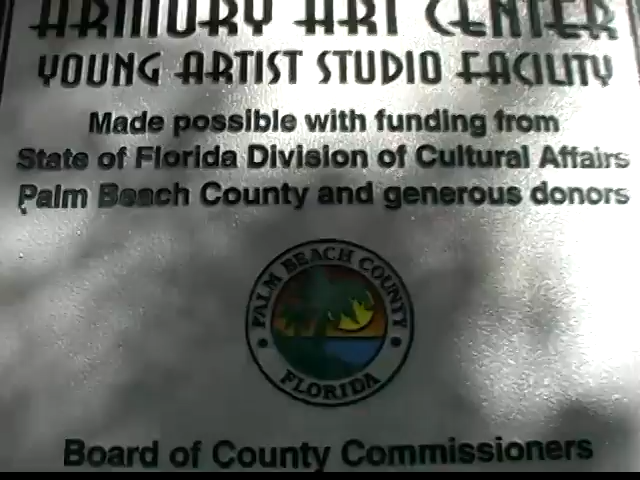 ARMORY ART CENTER
YOUNG ARTIST STUDIO FACILITY
Made possible with funding from
State of Florida Division of Cultural Affairs
Palm Beach County and generous donors
PALM BEACH COUNTY
FLORIDA
Board of County Commissioners